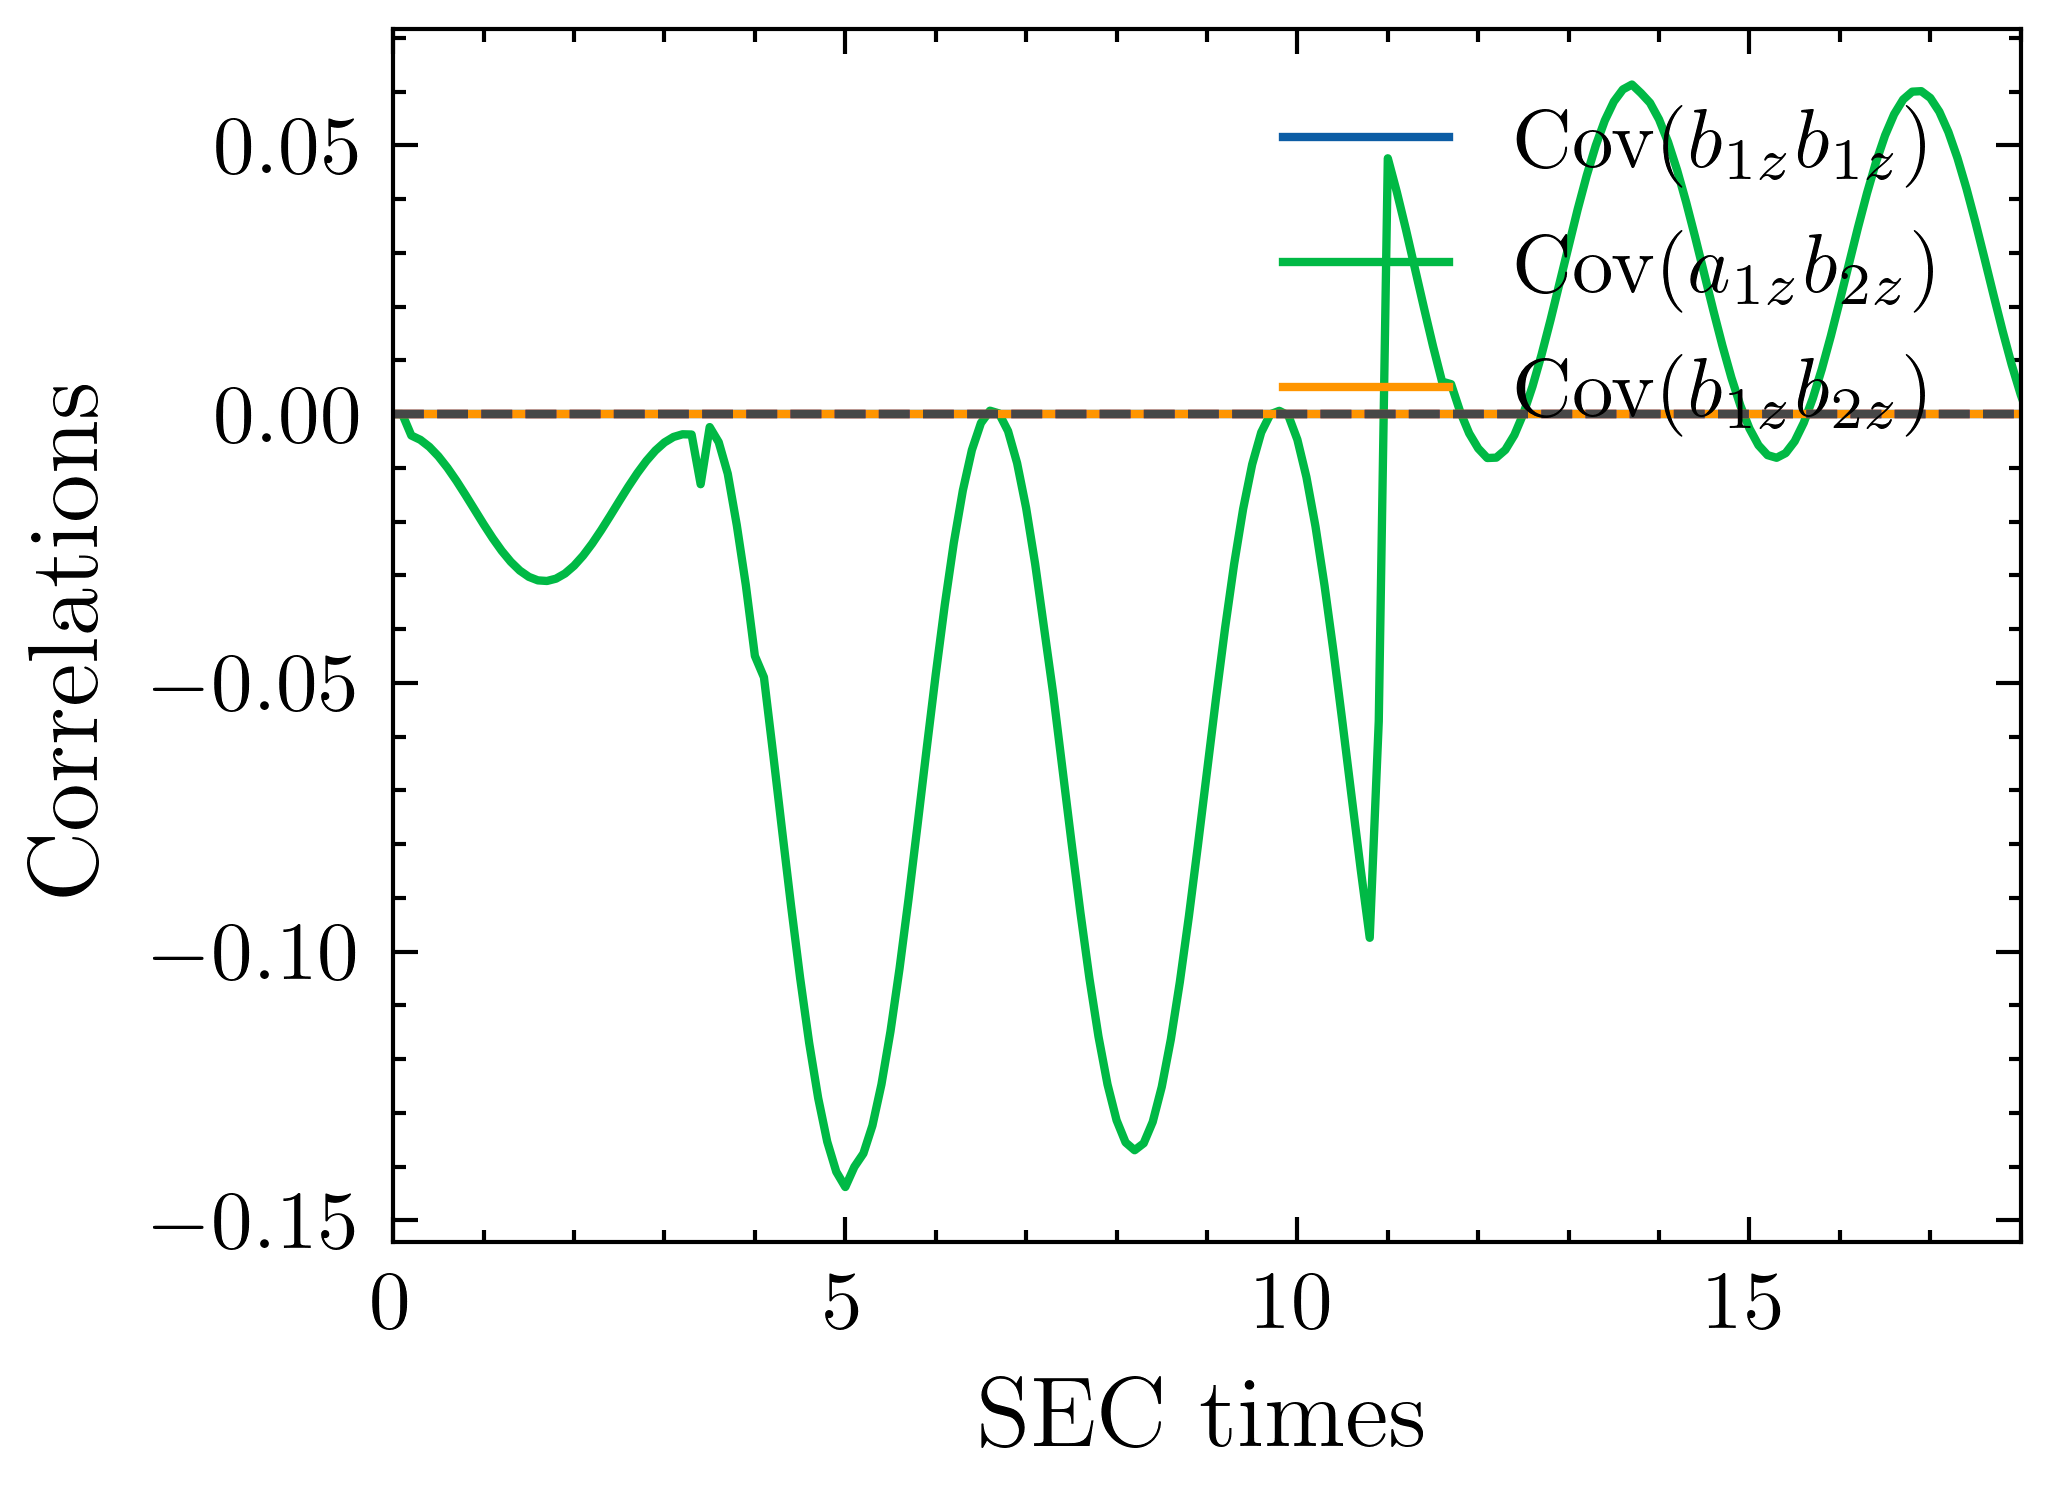 Correlations
0.05
0.00
−0.05
−0.10
−0.15
Cov(b₁zb₁z)
Cov(a₁zb₂z)
Cov(b₁zb₂z)
0 5 10 15
SEC times